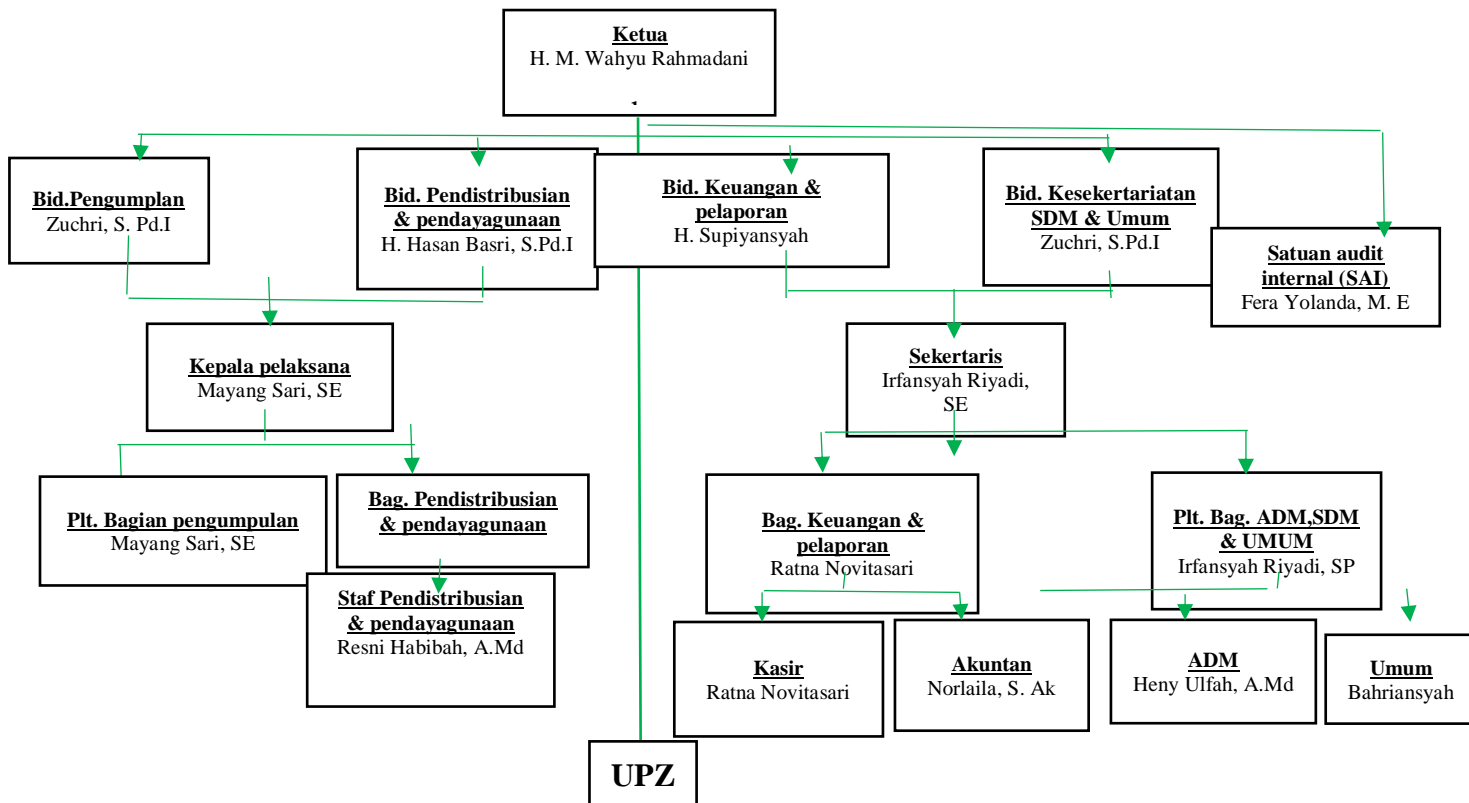 Ketua
H. M. Wahyu Rahmadani
Bid.Pengumplan
Zuchri, S. Pd.I
Bid. Pendistribusian
& pendayagunaan
H. Hasan Basri, S.Pd.I
Bid. Keuangan &
pelaporan
H. Supiyansyah
Bid. Kesekertariatan
SDM & Umum
Zuchri, S.Pd.I
Satuan audit
internal (SAI)
Fera Yolanda, M. E
Kepala pelaksana
Mayang Sari, SE
Sekertaris
Irfansyah Riyadi,
SE
Plt. Bagian pengumpulan
Mayang Sari, SE
Bag. Pendistribusian
& pendayagunaan
Bag. Keuangan &
pelaporan
Ratna Novitasari
Plt. Bag. ADM,SDM
& UMUM
Irfansyah Riyadi, SP
Staf Pendistribusian
& pendayagunaan
Resni Habibah, A.Md
Kasir
Ratna Novitasari
Akuntan
Norlaila, S. Ak
ADM
Heny Ulfah, A.Md
Umum
Bahriansyah
UPZ